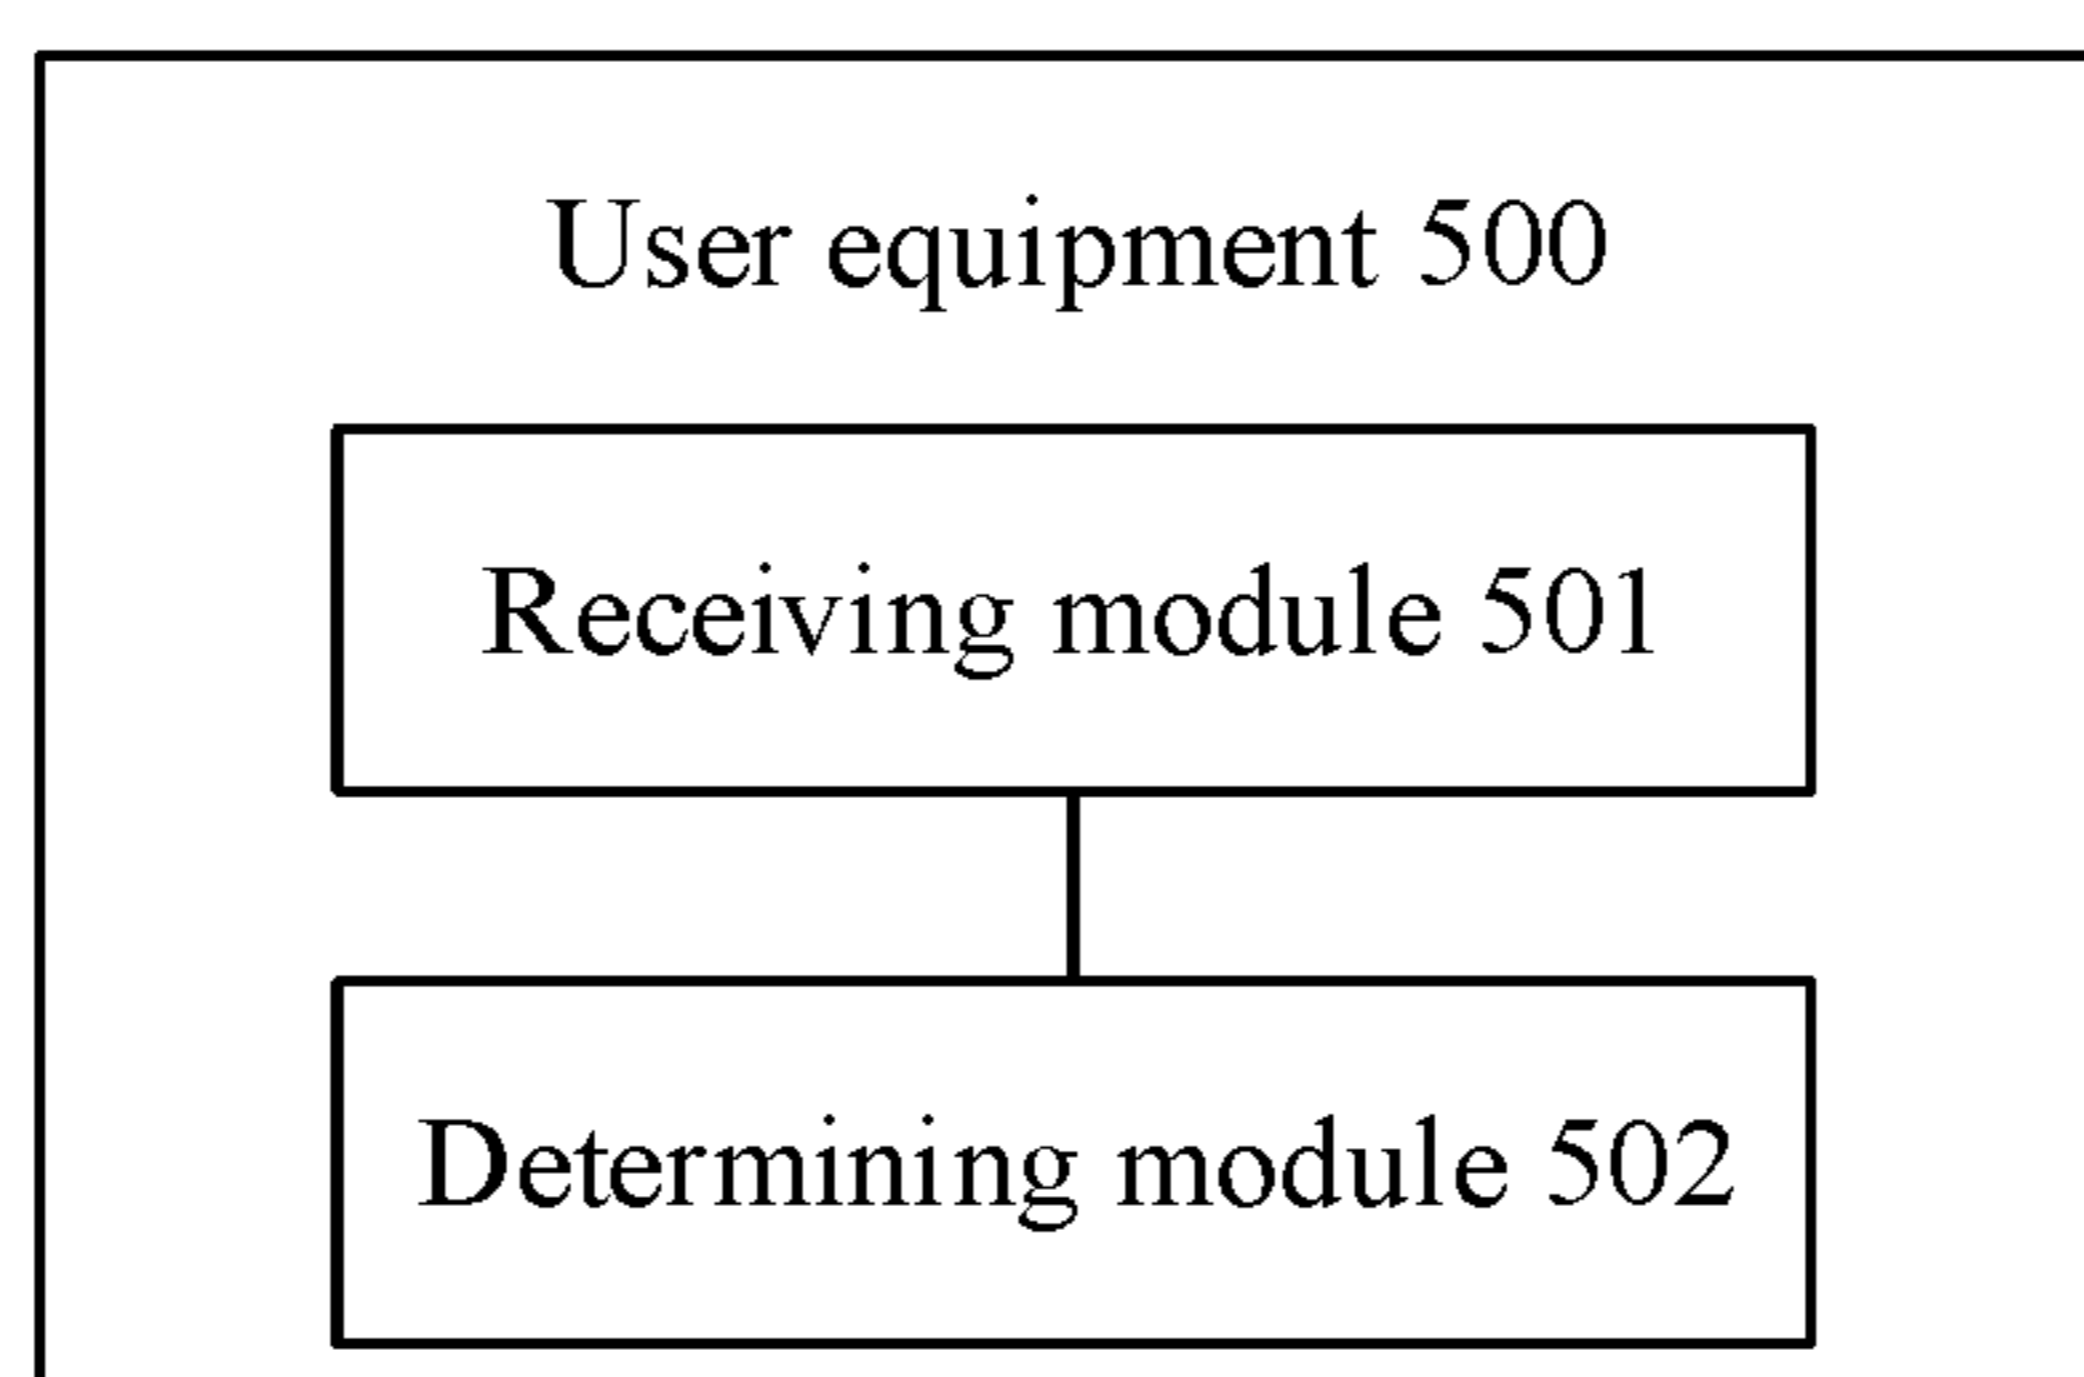 User equipment 500
Receiving module 501
Determining module 502